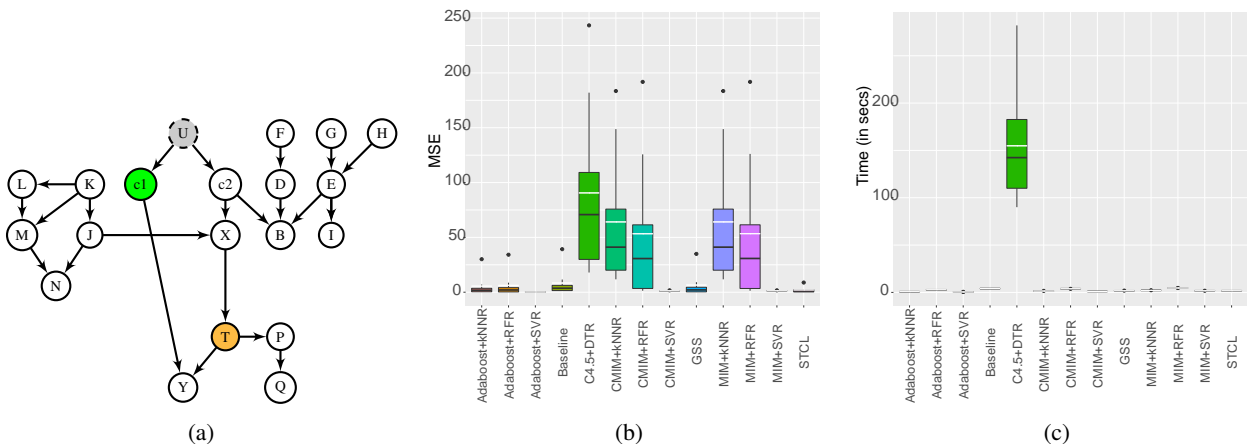 U
F
G
H
L
K
c1
c2
D
E
M
J
X
B
I
N
T
P
Y
Q
(a)
MSE
250
200
150
100
50
0
Adaboost+kNNR
Adaboost+RFR
Adaboost+SVR
Baseline
C4.5+DTR
CMIM+kNNR
CMIM+RFR
CMIM+SVR
GSS
MIM+kNNR
MIM+RFR
MIM+SVR
STCL
(b)
Time (in secs)
200
100
0
Adaboost+kNNR
Adaboost+RFR
Adaboost+SVR
Baseline
C4.5+DTR
CMIM+kNNR
CMIM+RFR
CMIM+SVR
GSS
MIM+kNNR
MIM+RFR
MIM+SVR
STCL
(c)